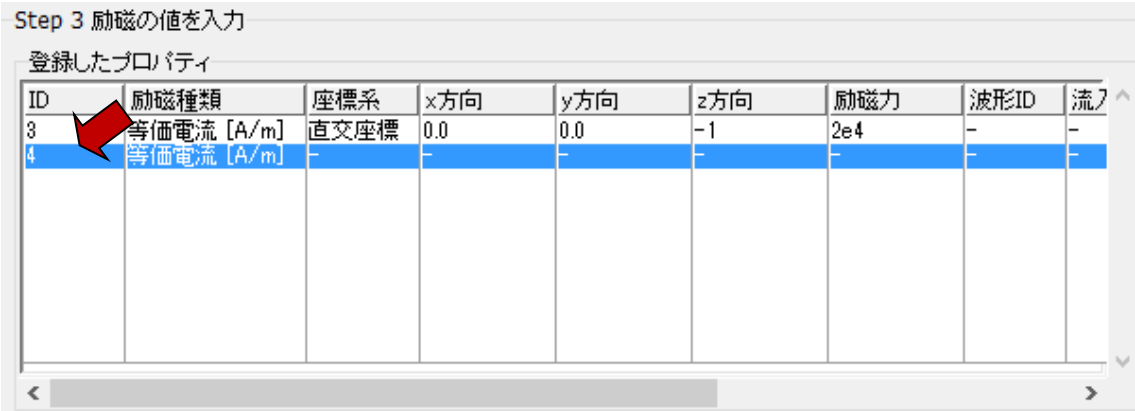 Step 3 励磁の値を入力
登録したプロパティ
ID 励磁種類 座標系 x方向 y方向 z方向 励磁力 波形ID 流入
3 等価電流 [A/m] 直交座標 0.0 0.0 -1 2e4 - -
4 等価電流 [A/m] - - - - - - -